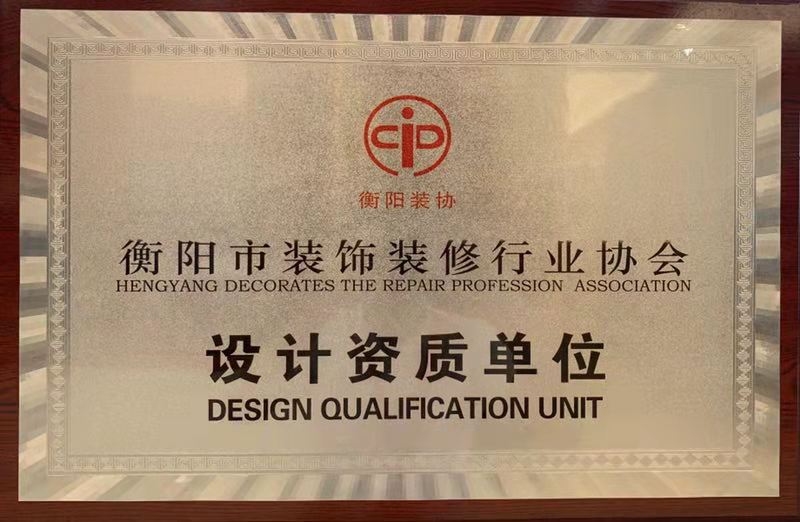 CiD
衡阳装协
衡阳市装饰装修行业协会
HENGYANG DECORATES THE REPAIR PROFESSION ASSOCIATION
设计资质单位
DESIGN QUALIFICATION UNIT